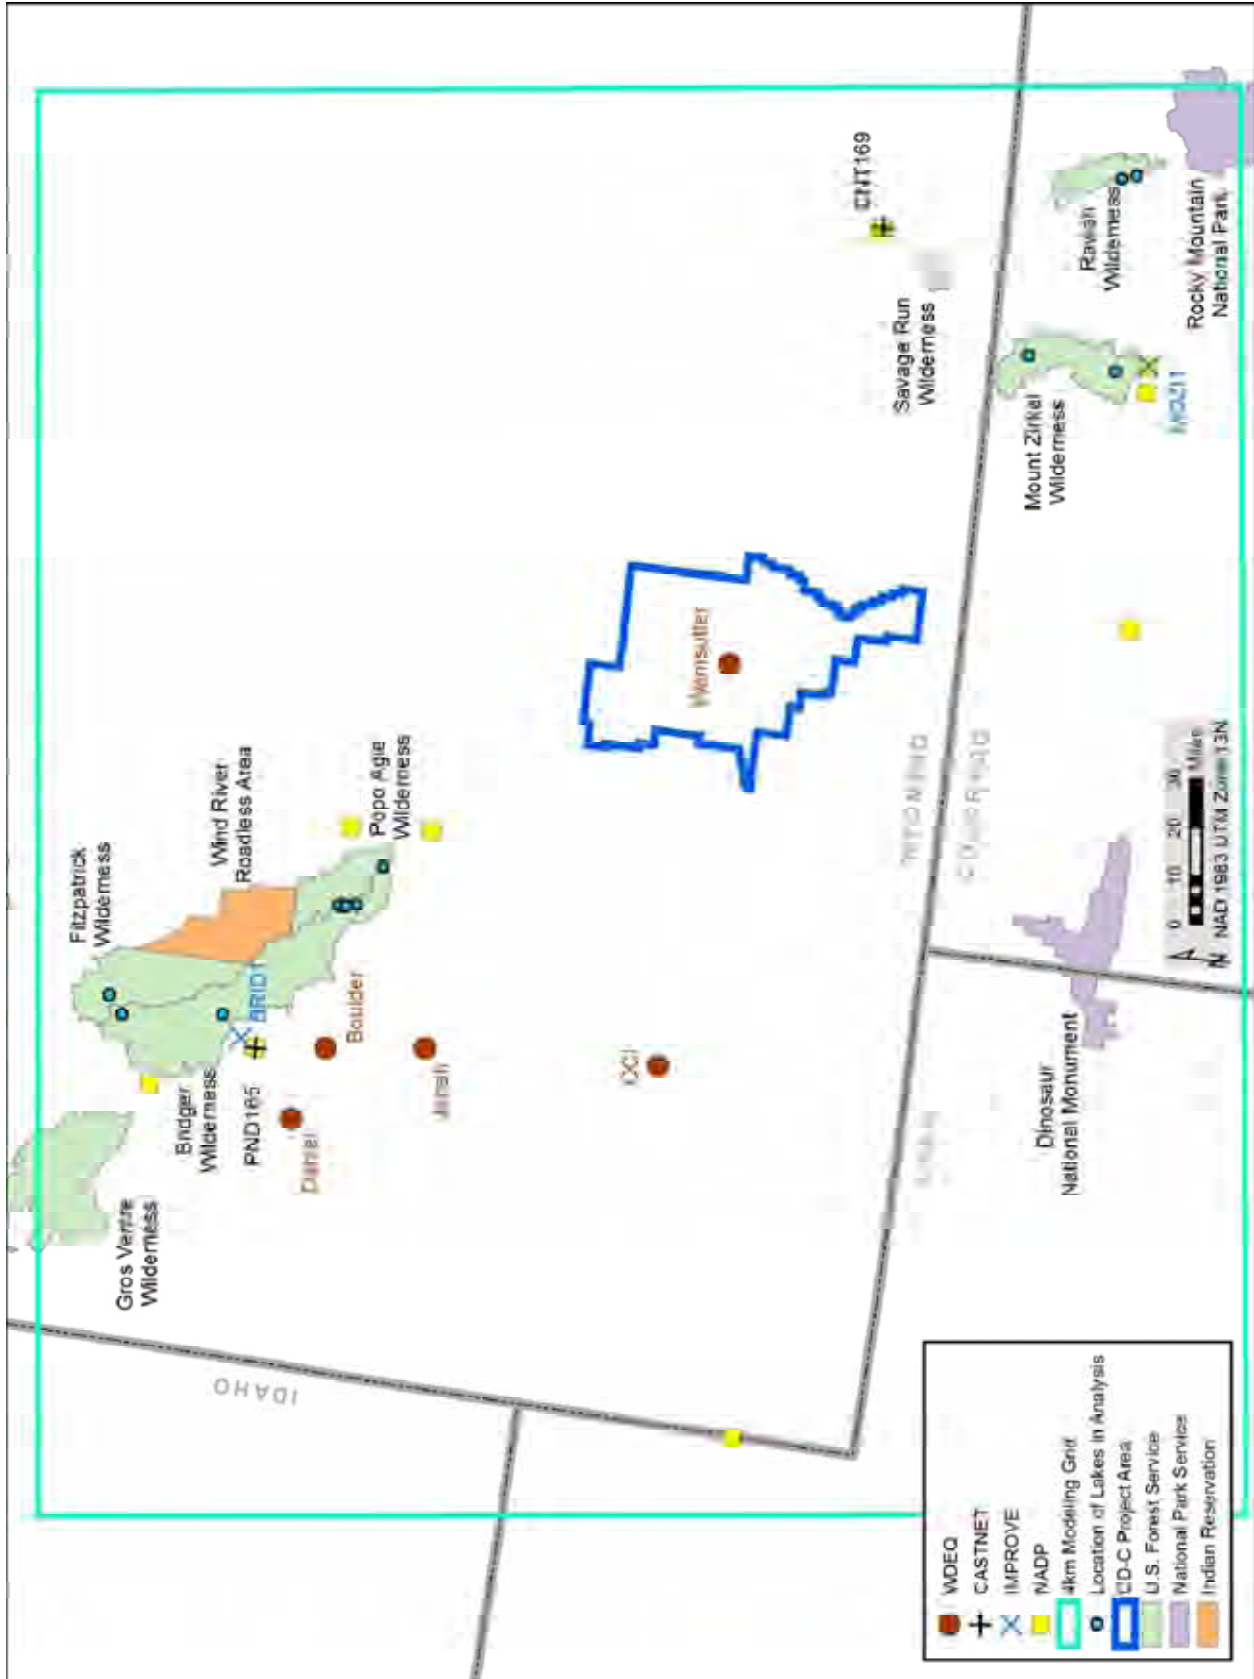 Gros Ventre
Wilderness
Bridger
Wilderness
Fitzpatrick
Wilderness
Wind River
Roadless Area
Popo Agie
Wilderness
PND165
BRID1
Daniel
Boulder
Jonah
OCI
Wamsutter
IDAHO
UTAH
WYOMING
COLORADO
CNT169
Savage Run
Wilderness
Mount Zirkel
Wilderness
MOZI1
Rawah
Wilderness
Rocky Mountain
National Park
Dinosaur
National Monument
0 10 20 30
Miles
N
NAD 1983 UTM Zone 13N
WDEQ
CASTNET
IMPROVE
NADP
4km Modeling Grid
Location of Lakes in Analysis
CD-C Project Area
U.S. Forest Service
National Park Service
Indian Reservation